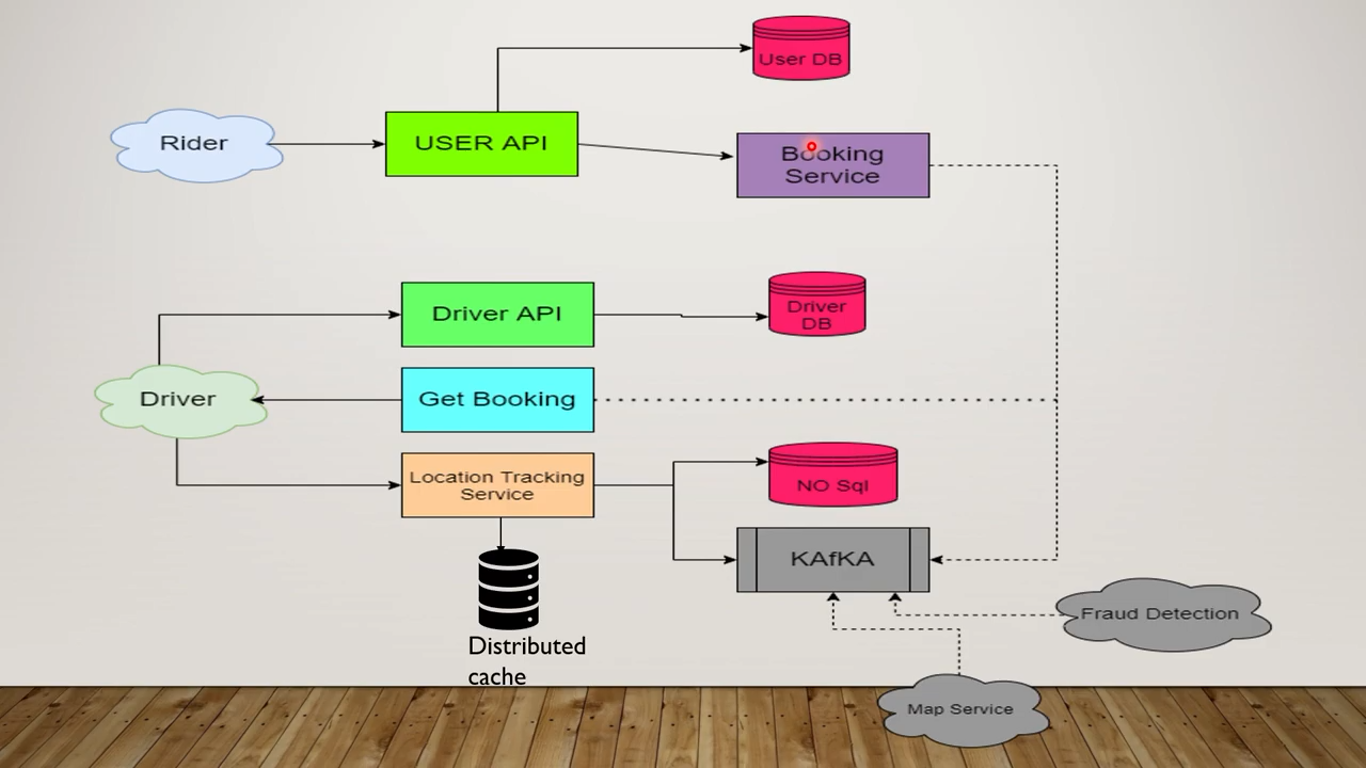 User DB
Rider
USER API
Booking
Service
Driver API
Driver
DB
Driver
Get Booking
Location Tracking
Service
NO Sql
KAfKA
Distributed
cache
Fraud Detection
Map Service